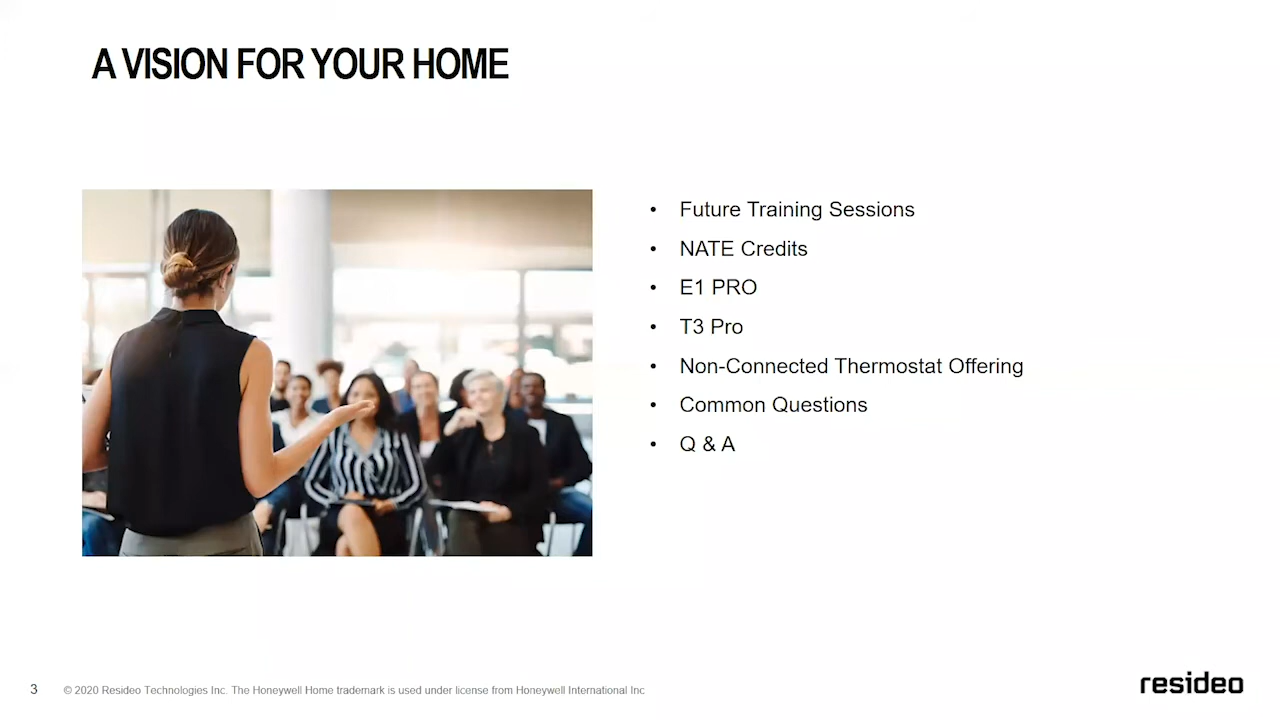 A VISION FOR YOUR HOME
• Future Training Sessions
• NATE Credits
• E1 PRO
• T3 Pro
• Non-Connected Thermostat Offering
• Common Questions
• Q & A
3 © 2020 Resideo Technologies Inc. The Honeywell Home trademark is used under license from Honeywell International Inc
resideo